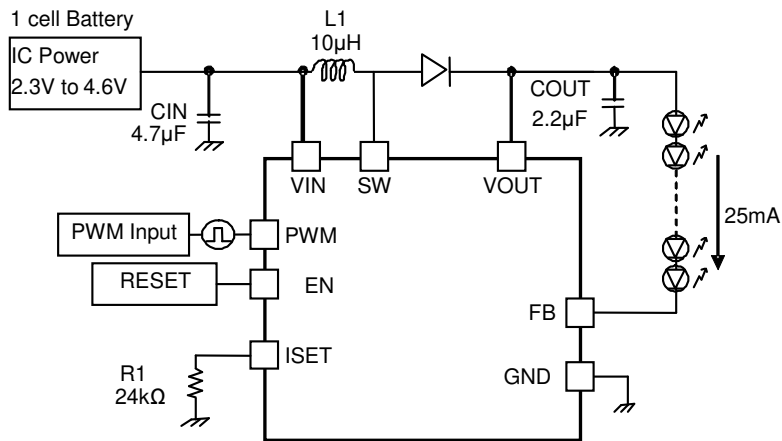 1 cell Battery
IC Power
2.3V to 4.6V
L1
10µH
CIN
4.7µF
COUT
2.2µF
VIN
SW
VOUT
25mA
PWM Input
PWM
RESET
EN
FB
ISET
R1
24kΩ
GND